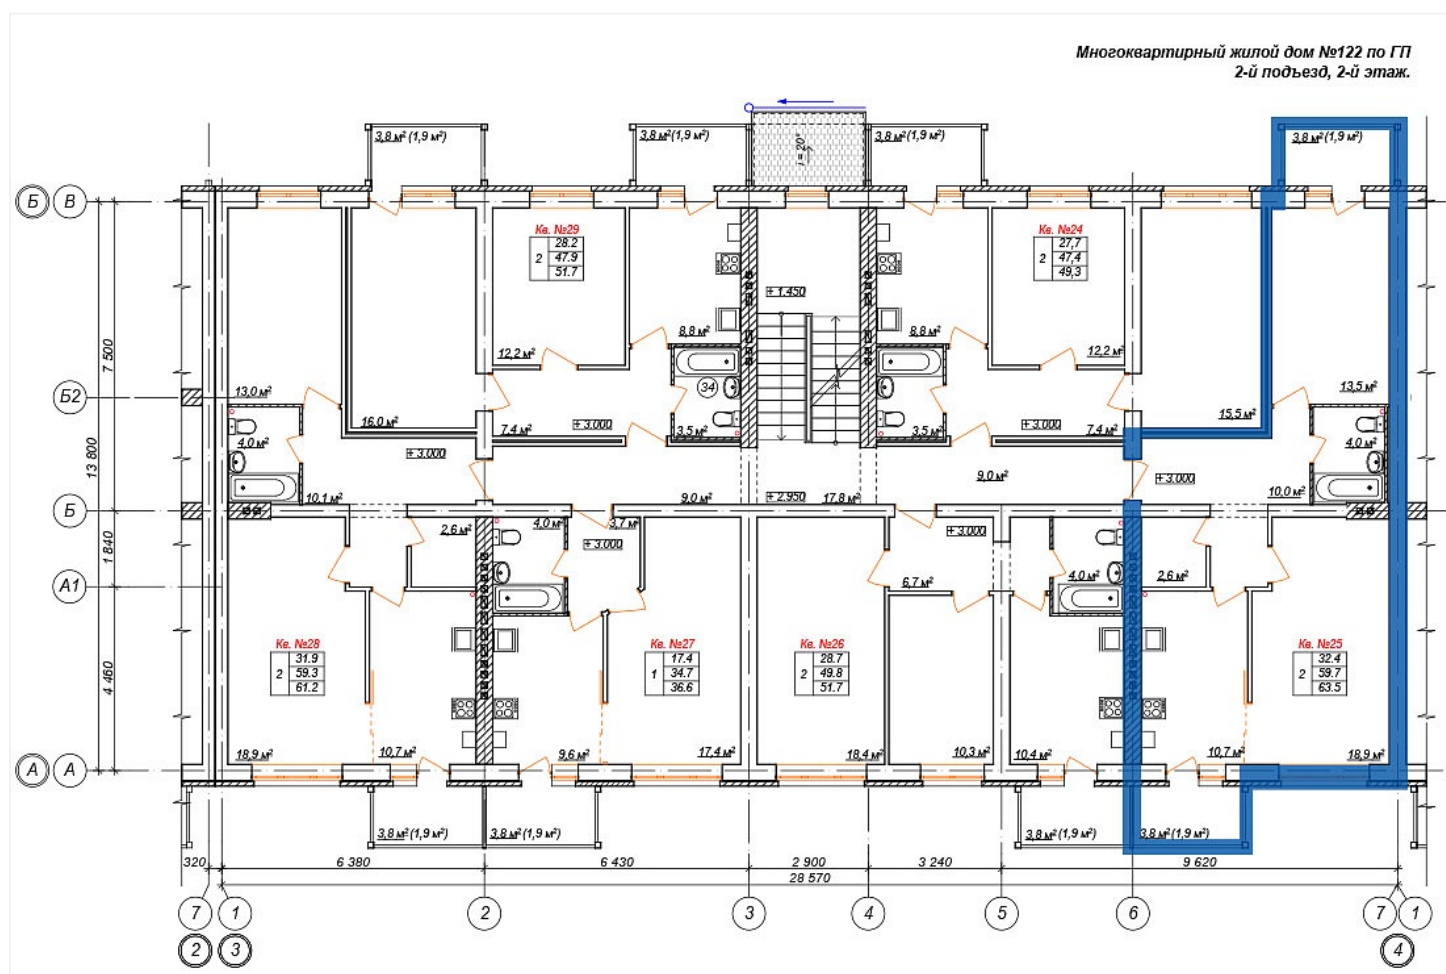 Многоквартирный жилой дом №122 по ГП
2-й подъезд, 2-й этаж.
3,8 м² (1,9 м²)
3,8 м² (1,9 м²)
i = 20°
3,8 м² (1,9 м²)
3,8 м² (1,9 м²)
Б В
Кв. №29
28.2
2 47.9
51.7
Кв. №24
27,7
2 47,4
49,3
+ 1.450
8,8 м²
8,8 м²
12,2 м²
12,2 м²
7 500
13 800
Б2
13,0 м²
34
13,5 м²
16.0 м²
7,4 м²
+ 3.000
3,5 м²
3,5 м²
+ 3.000
7,4 м²
15,5 м²
4,0 м²
4,0 м²
+ 3.000
9,0 м²
+ 3.000
10,1 м²
9,0 м²
+ 2.950
17.8 м²
10,0м²
Б
2,6 м²
4,0 м²
3,7 м²
+ 3.000
+ 3.000
1 840
А1
6,7 м²
4,0 м²
2,6 м²
Кв. №28
31.9
2 59.3
61.2
Кв. №27
17.4
1 34.7
36.6
Кв. №26
28.7
2 49.8
51.7
Кв. №25
32.4
2 59.7
63.5
4 460
18,9 м²
10,7 м²
9,6 м²
17,4 м²
18,4 м²
10,3 м²
10,4 м²
10,7 м²
18,9 м²
А А
3,8 м² (1,9 м²)
3,8 м² (1,9 м²)
3,8 м² (1,9 м²)
3,8 м² (1,9 м²)
320
6 380
6 430
2 900
3 240
9 620
28 570
7 1 2 3 4 5 6 7 1
2 3 4